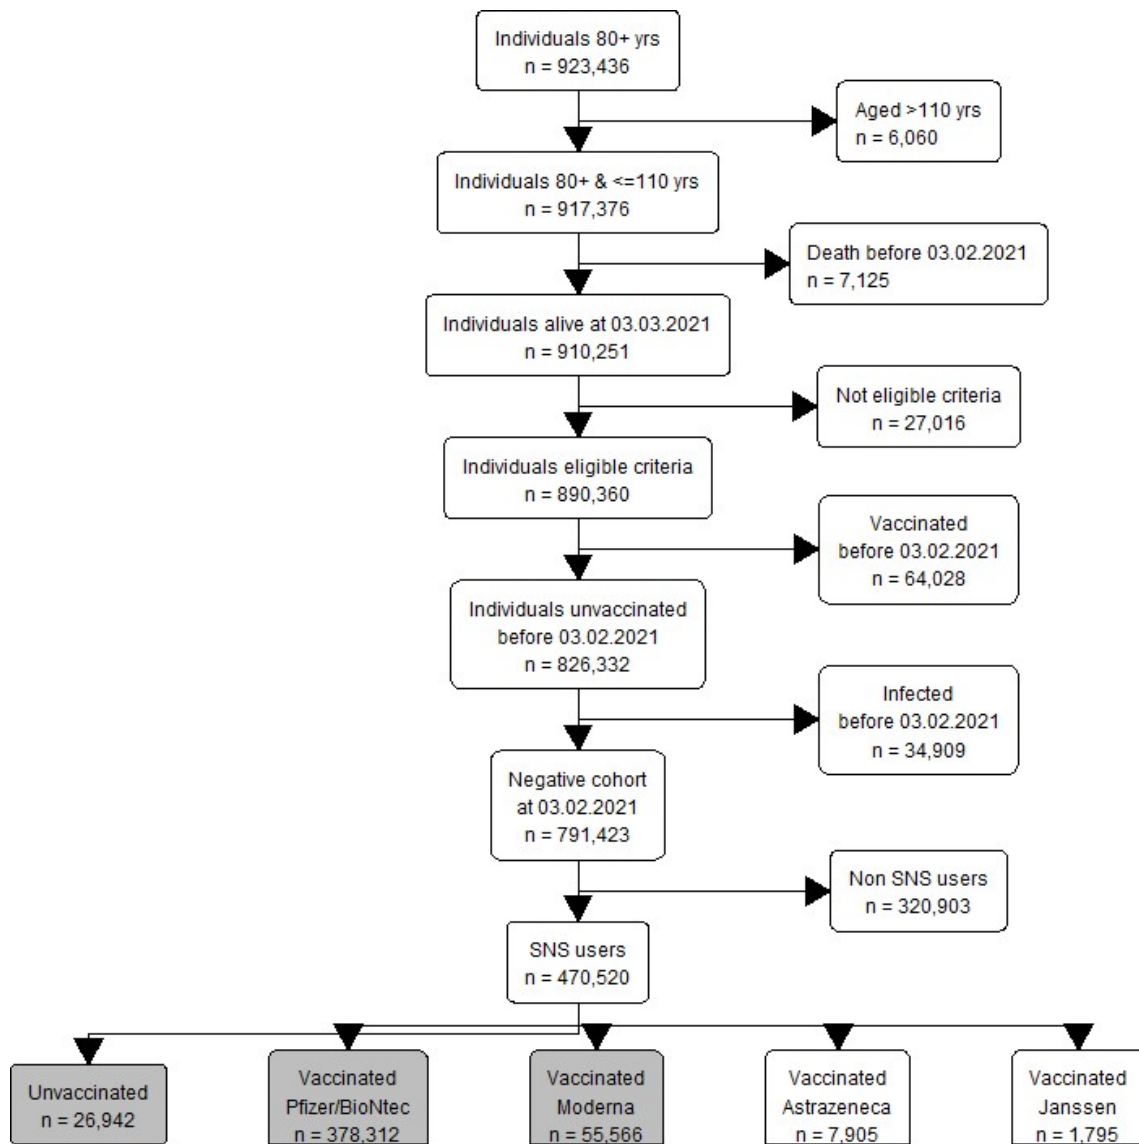 Individuals 80+ yrs
n = 923,436
Aged >110 yrs
n = 6,060
Individuals 80+ & <=110 yrs
n = 917,376
Death before 03.02.2021
n = 7,125
Individuals alive at 03.03.2021
n = 910,251
Not eligible criteria
n = 27,016
Individuals eligible criteria
n = 890,360
Vaccinated
before 03.02.2021
n = 64,028
Individuals unvaccinated
before 03.02.2021
n = 826,332
Infected
before 03.02.2021
n = 34,909
Negative cohort
at 03.02.2021
n = 791,423
Non SNS users
n = 320,903
SNS users
n = 470,520
Unvaccinated
n = 26,942
Vaccinated
Pfizer/BioNtec
n = 378,312
Vaccinated
Moderna
n = 55,566
Vaccinated
Astrazeneca
n = 7,905
Vaccinated
Janssen
n = 1,795